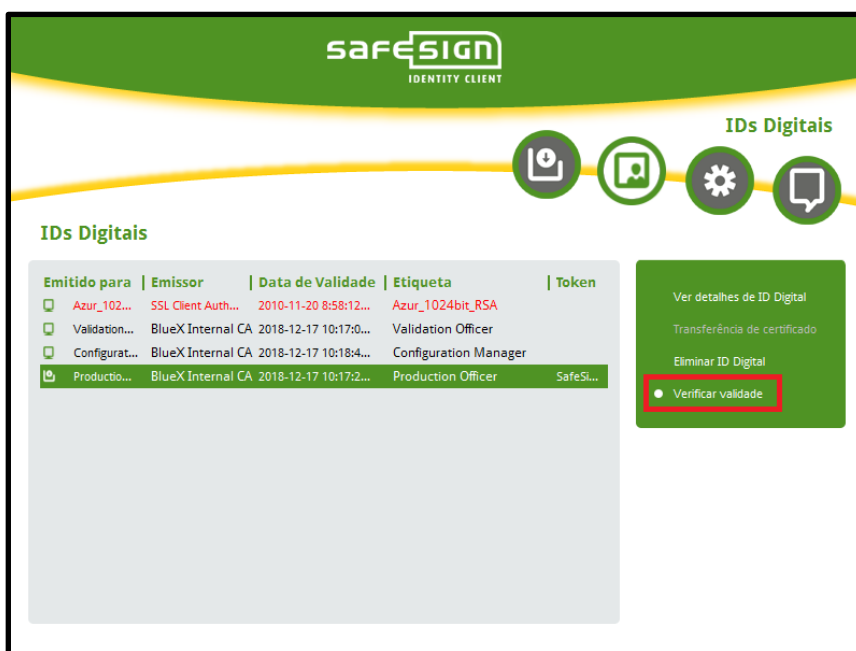 safesign
IDENTITY CLIENT
IDs Digitais
IDs Digitais
Emitido para | Emissor | Data de Validade | Etiqueta | Token
Azur_102... SSL Client Auth... 2010-11-20 8:58:12... Azur_1024bit_RSA
Validation... BlueX Internal CA 2018-12-17 10:17:0... Validation Officer
Configurat... BlueX Internal CA 2018-12-17 10:18:4... Configuration Manager
Productio... BlueX Internal CA 2018-12-17 10:17:2... Production Officer SafeSi...
Ver detalhes de ID Digital
Transferência de certificado
Eliminar ID Digital
Verificar validade